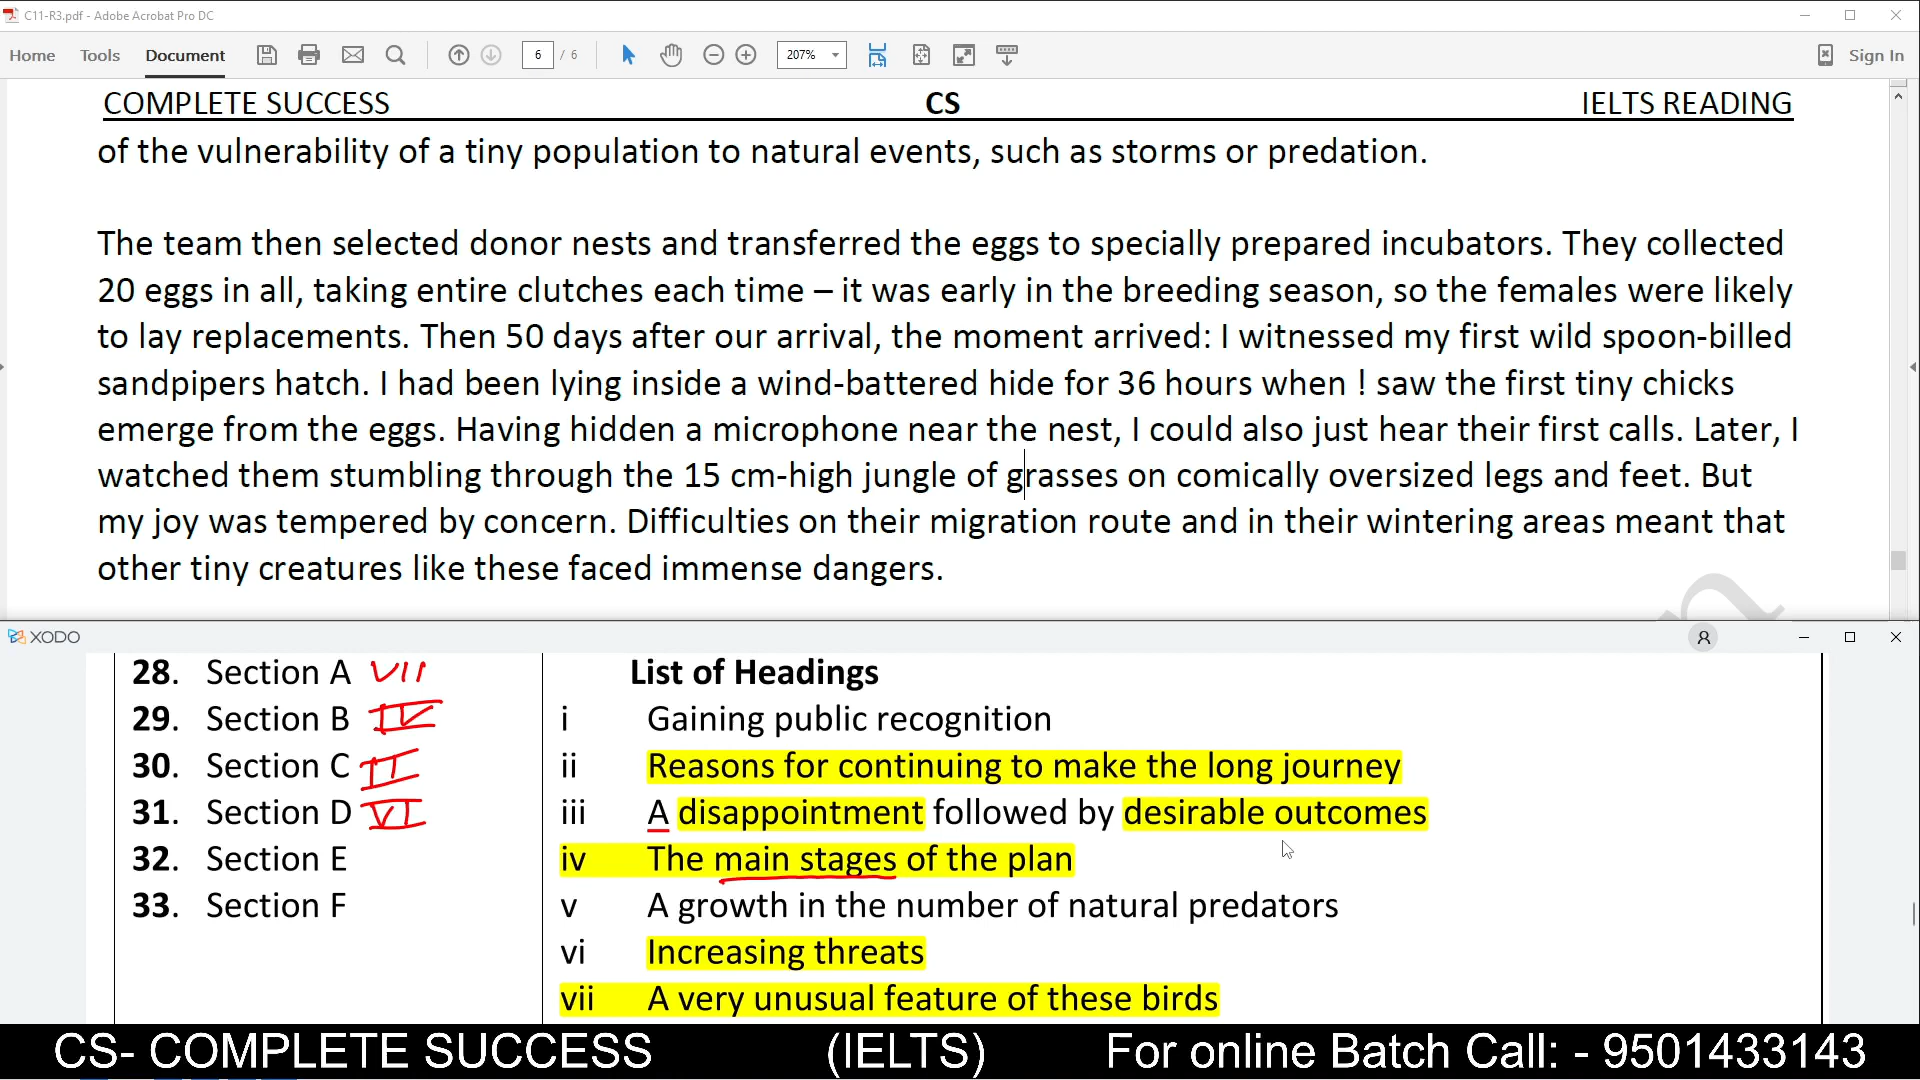 C11-R3.pdf - Adobe Acrobat Pro DC
Home Tools Document 6 / 6 207% Sign In
COMPLETE SUCCESS CS IELTS READING
of the vulnerability of a tiny population to natural events, such as storms or predation.
The team then selected donor nests and transferred the eggs to specially prepared incubators. They collected
20 eggs in all, taking entire clutches each time – it was early in the breeding season, so the females were likely
to lay replacements. Then 50 days after our arrival, the moment arrived: I witnessed my first wild spoon-billed
sandpipers hatch. I had been lying inside a wind-battered hide for 36 hours when ! saw the first tiny chicks
emerge from the eggs. Having hidden a microphone near the nest, I could also just hear their first calls. Later, I
watched them stumbling through the 15 cm-high jungle of grasses on comically oversized legs and feet. But
my joy was tempered by concern. Difficulties on their migration route and in their wintering areas meant that
other tiny creatures like these faced immense dangers.
XODO
28. Section A VII List of Headings
29. Section B IV i Gaining public recognition
30. Section C II ii Reasons for continuing to make the long journey
31. Section D VI iii A disappointment followed by desirable outcomes
32. Section E iv The main stages of the plan
33. Section F v A growth in the number of natural predators
vi Increasing threats
vii A very unusual feature of these birds
CS- COMPLETE SUCCESS (IELTS) For online Batch Call: - 9501433143